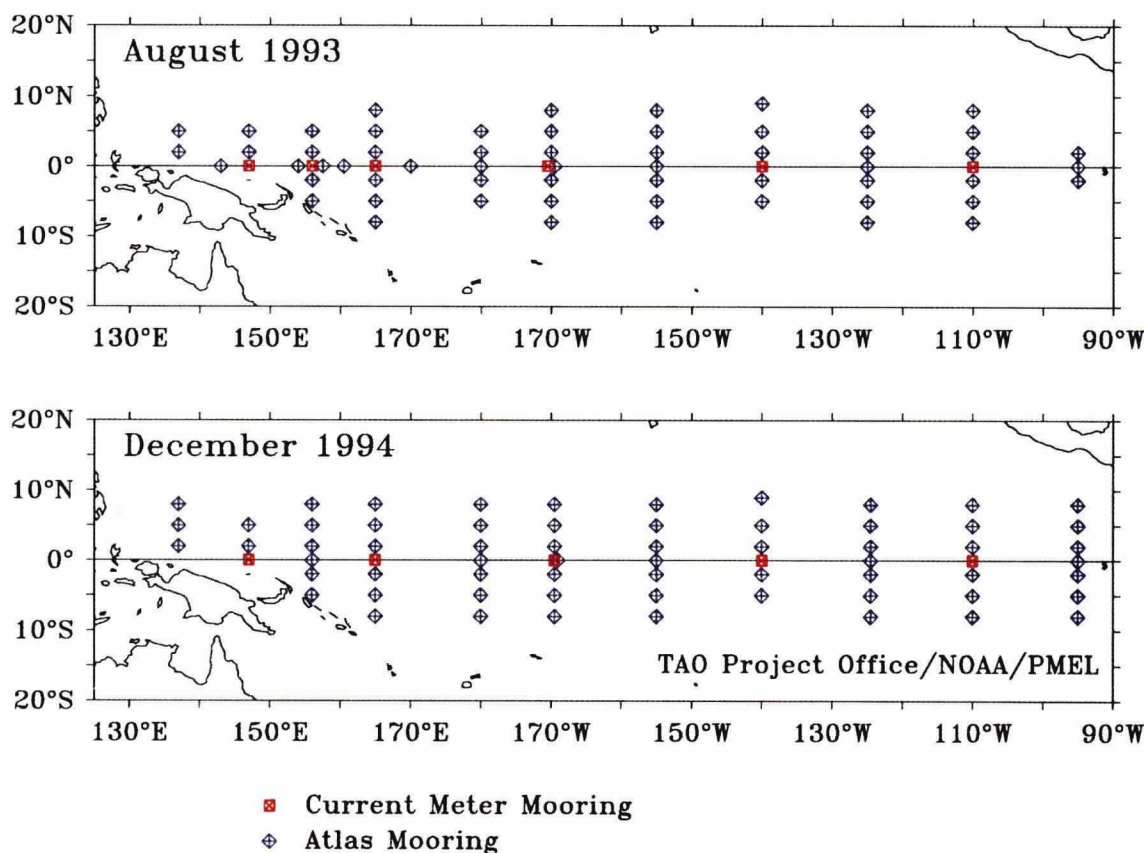 20°N
August 1993
10°N
0°
10°S
20°S
130°E 150°E 170°E 170°W 150°W 130°W 110°W 90°W
20°N
December 1994
10°N
0°
10°S
TAO Project Office/NOAA/PMEL
20°S
130°E 150°E 170°E 170°W 150°W 130°W 110°W 90°W
Current Meter Mooring
Atlas Mooring